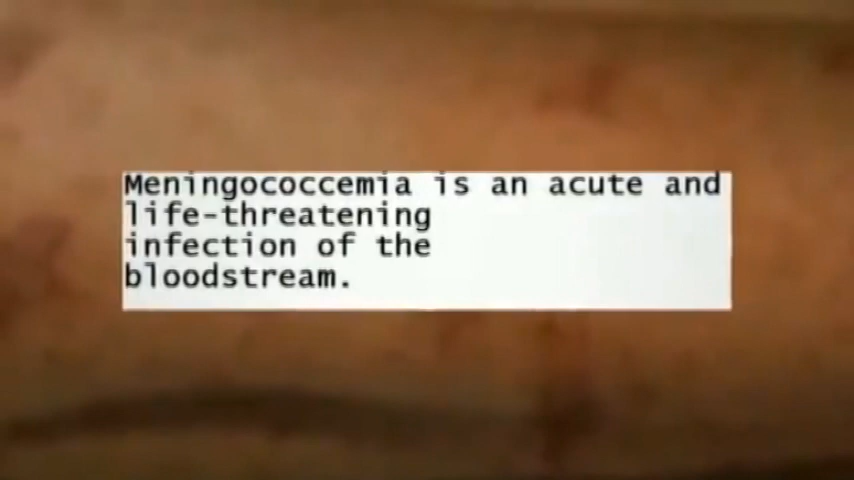 Meningococcemia is an acute and
life-threatening
infection of the
bloodstream.